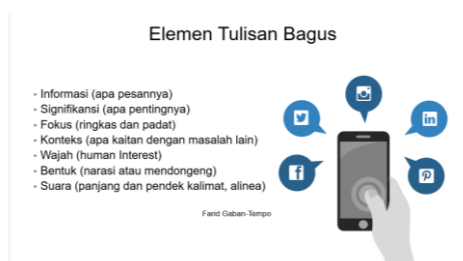 Elemen Tulisan Bagus
- Informasi (apa pesannya)
- Signifikansi (apa pentingnya)
- Fokus (ringkas dan padat)
- Konteks (apa kaitan dengan masalah lain)
- Wajah (human Interest)
- Bentuk (narasi atau mendongeng)
- Suara (panjang dan pendek kalimat, alinea)
Farid Gaban-Tempo